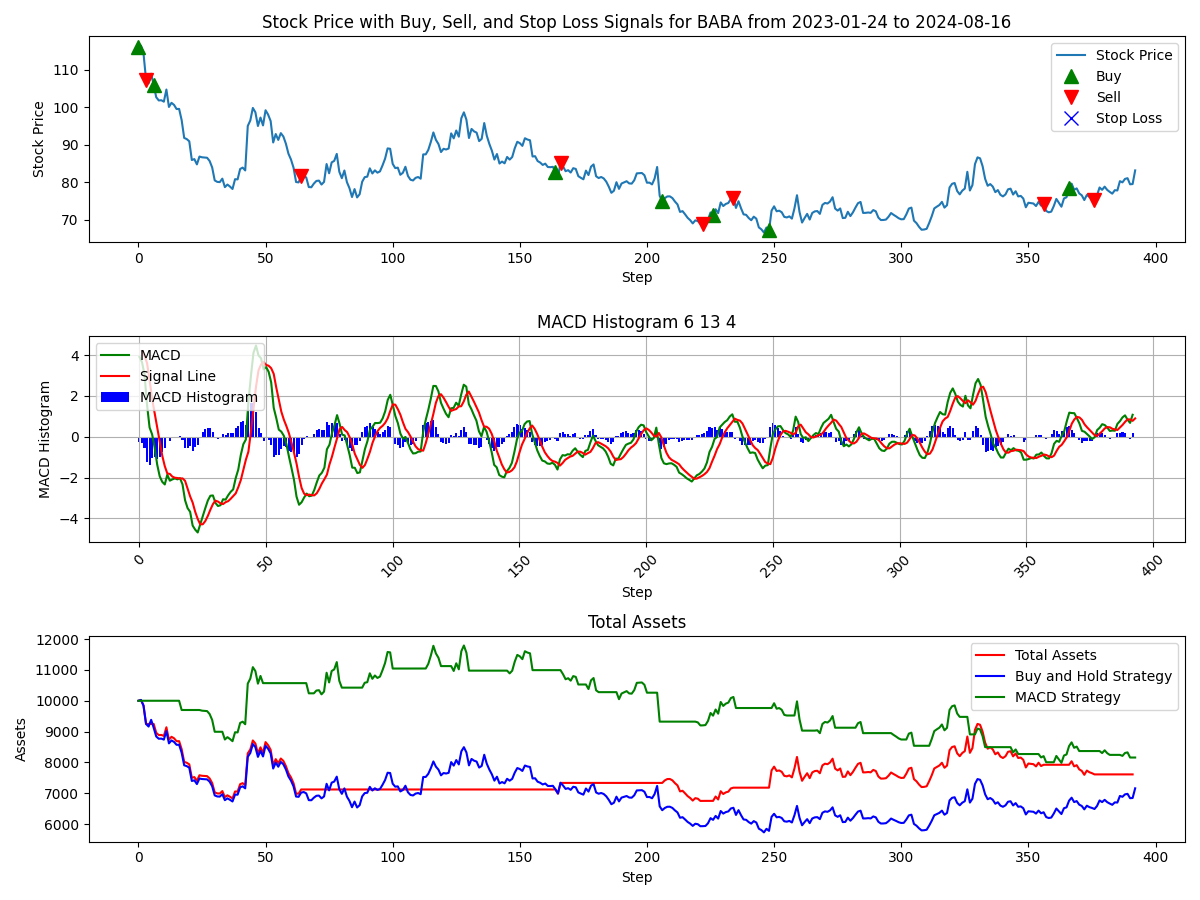 Stock Price with Buy, Sell, and Stop Loss Signals for BABA from 2023-01-24 to 2024-08-16
Stock Price
110
100
90
80
70
Stock Price
Buy
Sell
Stop Loss
0 50 100 150 200 250 300 350 400
Step
MACD Histogram 6 13 4
MACD Histogram
4
2
0
−2
−4
MACD
Signal Line
MACD Histogram
0 50 100 150 200 250 300 350 400
Step
Total Assets
Assets
12000
11000
10000
9000
8000
7000
6000
Total Assets
Buy and Hold Strategy
MACD Strategy
0 50 100 150 200 250 300 350 400
Step